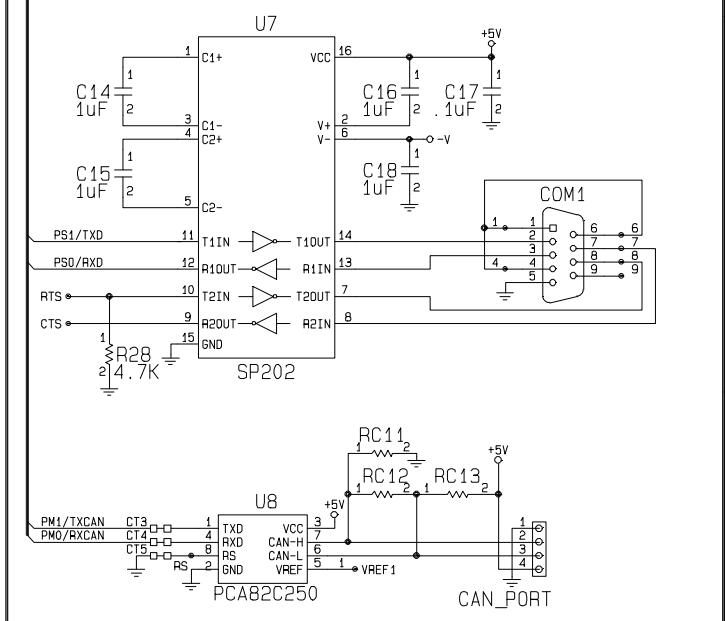 U7
+5V
1 C1+ VCC 16
C14 1uF 1 2
C16 1uF 1 2
C17 .1uF 1 2
3 C1- V+ 2
4 C2+ V- 6 -V
C15 1uF 1 2
C18 1uF 1 2
5 C2-
COM1
PS1/TXD 11 T1IN T1OUT 14
PS0/RXD 12 R1OUT R1IN 13
RTS 10 T2IN T2OUT 7
CTS 9 R2OUT R2IN 8
15 GND
1 1 6 6
2 7 7
3 8 8
4 4 9 9
5
1 R28
2 4.7K
SP202
RC11
1 2
+5V
RC12 RC13
1 2 1 2
U8
+5V
PM1/TXCAN CT3 1 TXD VCC 3
PM0/RXCAN CT4 4 RXD CAN-H 7
CT5 8 RS CAN-L 6
RS 2 GND VREF 5 1 VREF1
PCA82C250
1
2
3
4
CAN_PORT